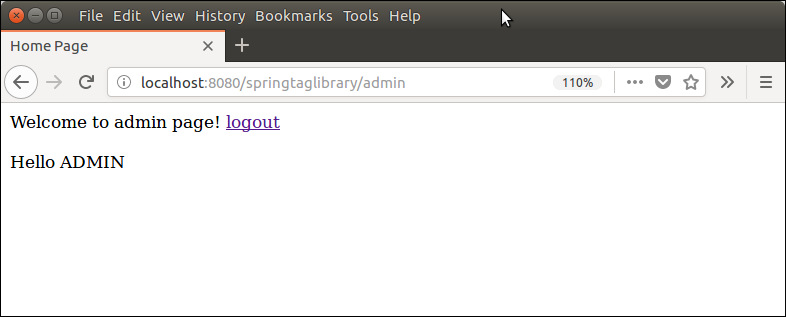 File Edit View History Bookmarks Tools Help
Home Page
localhost:8080/springtaglibrary/admin 110%
Welcome to admin page! logout
Hello ADMIN